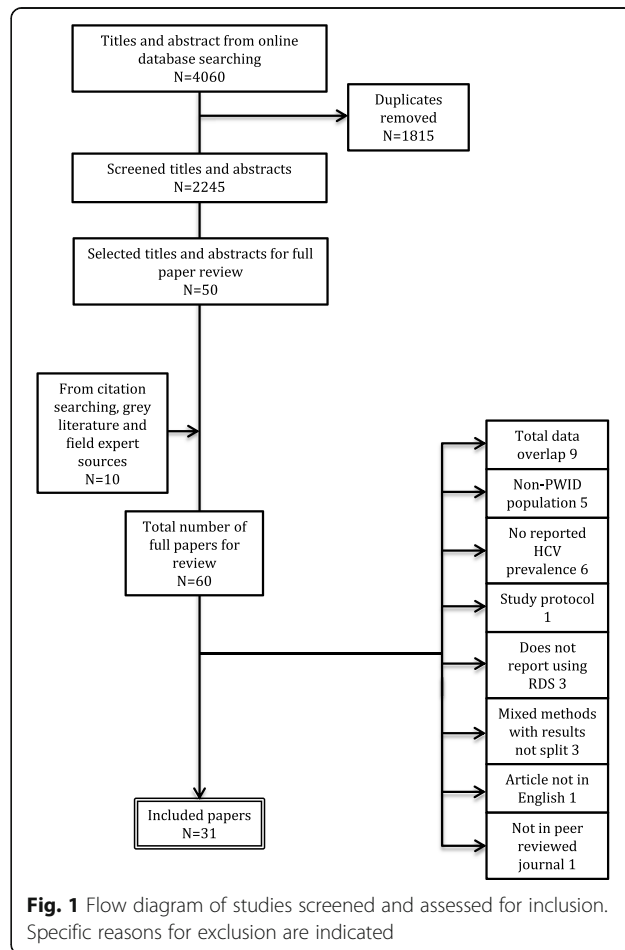 Titles and abstract from online
database searching
N=4060
Duplicates
removed
N=1815
Screened titles and abstracts
N=2245
Selected titles and abstracts for full
paper review
N=50
From citation
searching, grey
literature and
field expert
sources
N=10
Total number of
full papers for
review
N=60
Total data
overlap 9
Non-PWID
population 5
No reported
HCV
prevalence 6
Study protocol
1
Does not
report using
RDS 3
Mixed methods
with results
not split 3
Article not in
English 1
Not in peer
reviewed
journal 1
Included papers
N=31
Fig. 1 Flow diagram of studies screened and assessed for inclusion.
Specific reasons for exclusion are indicated